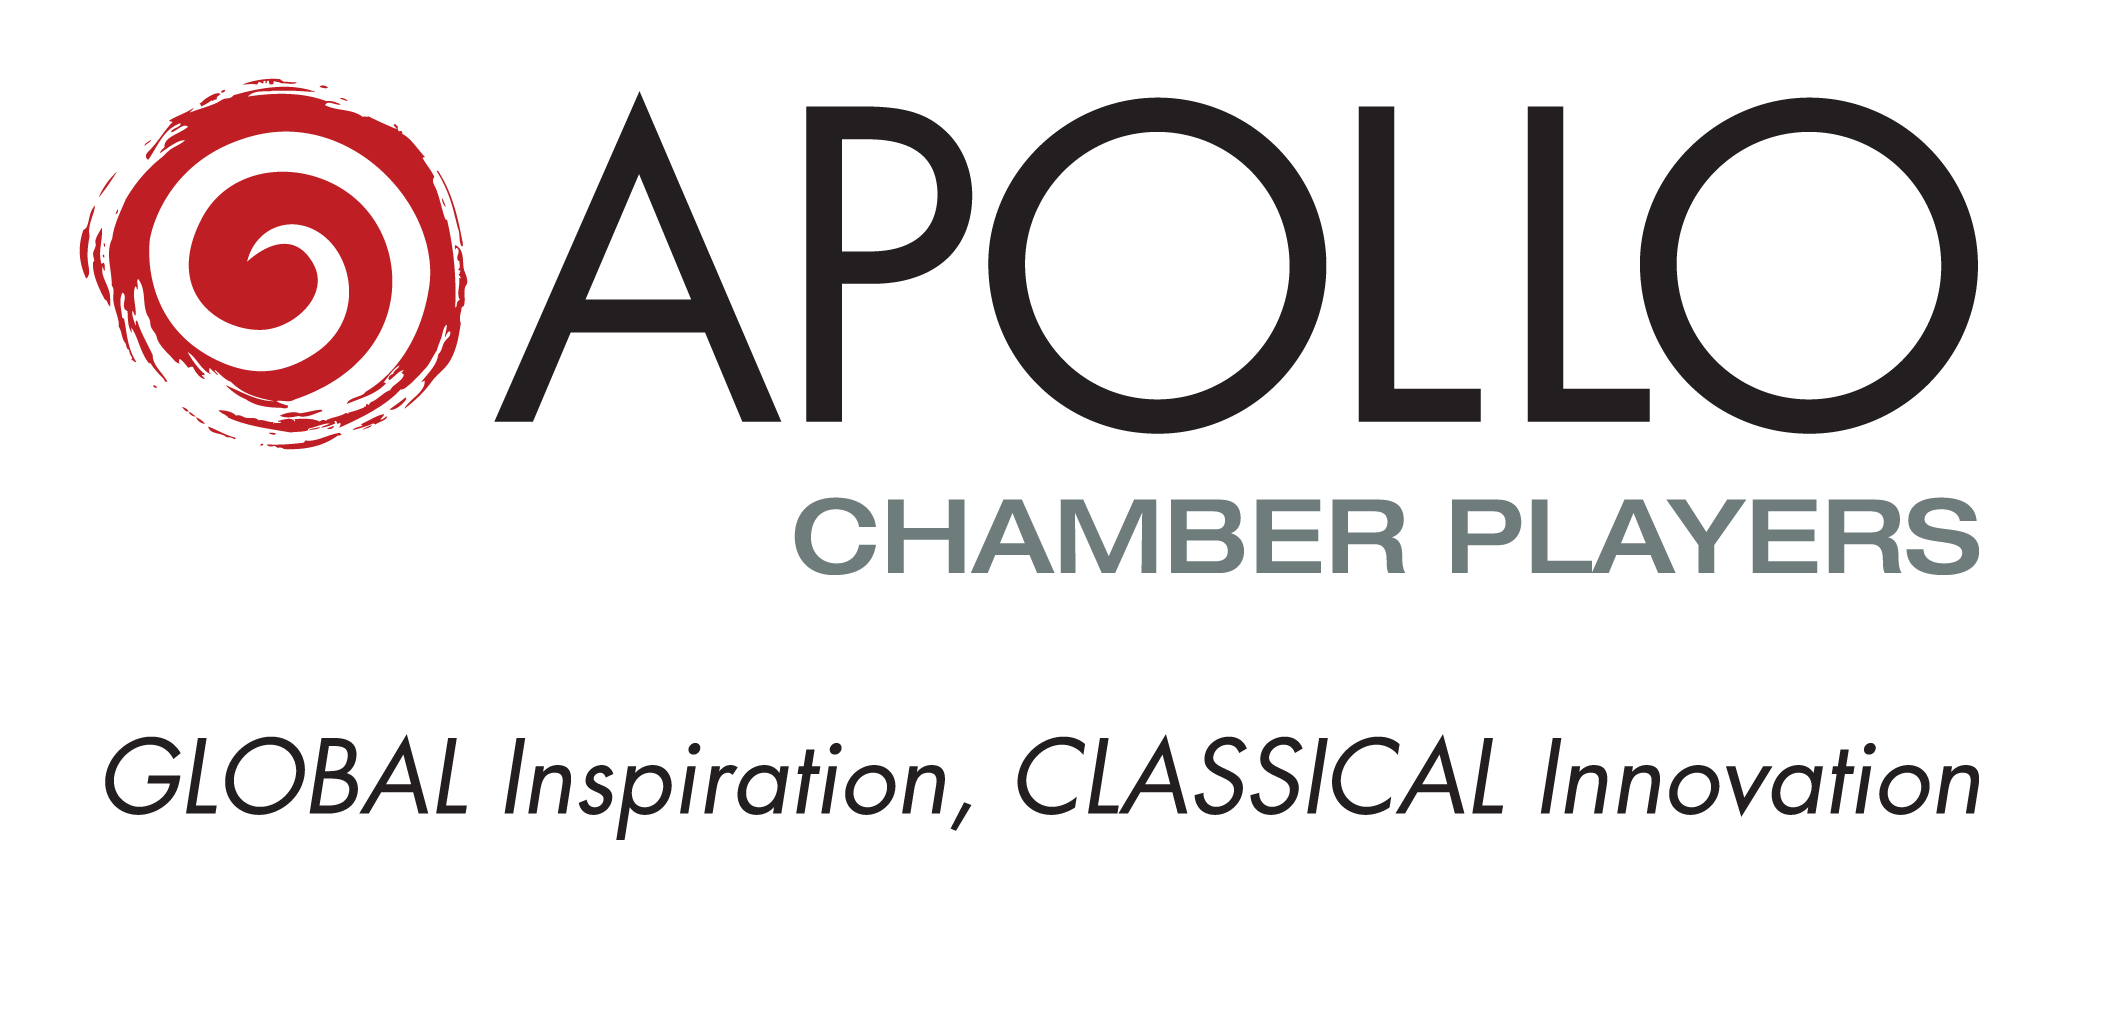 APOLLO
CHAMBER PLAYERS
GLOBAL Inspiration, CLASSICAL Innovation